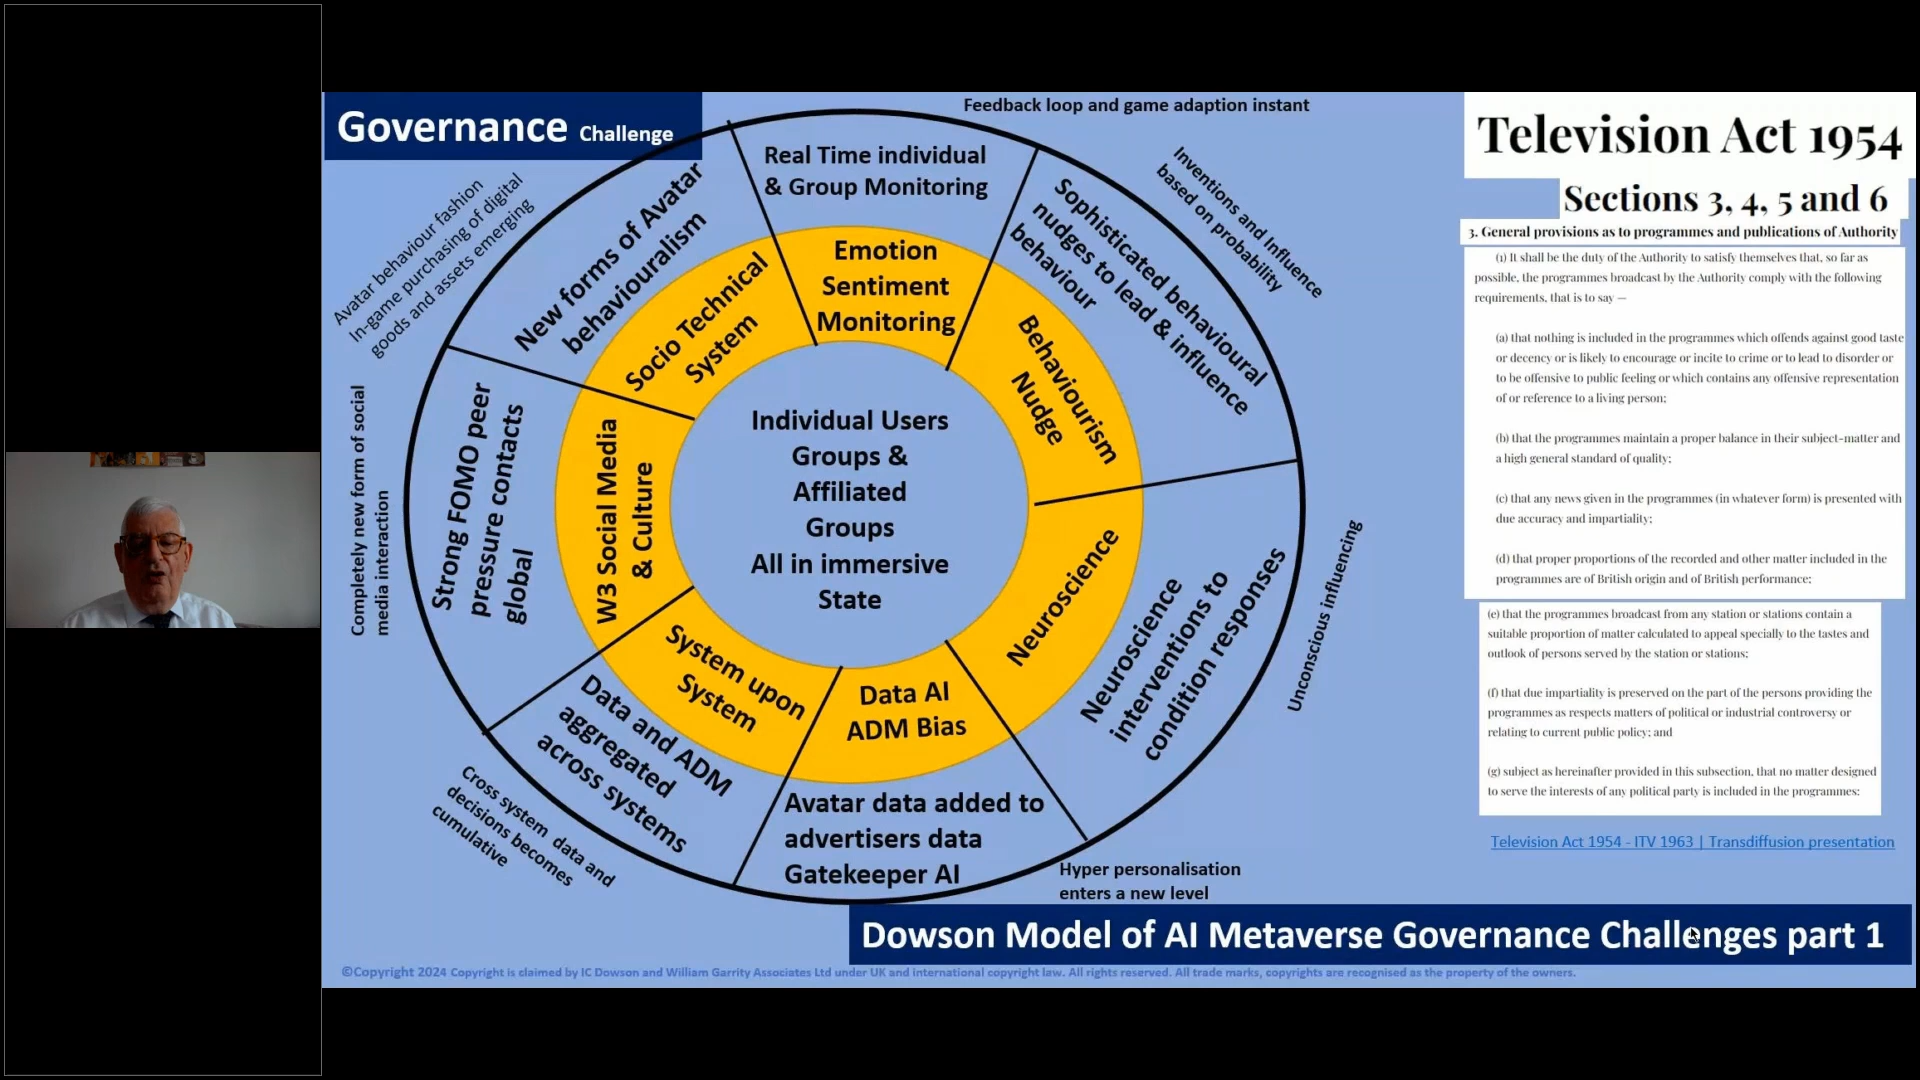 Governance Challenge
Feedback loop and game adaption instant
Real Time individual
& Group Monitoring
Emotion
Sentiment
Monitoring
Inventions and Influence
based on probability
Sophisticated behavioural
nudges to lead & influence
behaviour
Behaviourism
Nudge
Unconscious influencing
Neuroscience
interventions to
condition responses
Neuroscience
Hyper personalisation
enters a new level
Avatar data added to
advertisers data
Gatekeeper AI
Data AI
ADM Bias
Cross system data and
decisions becomes
cumulative
Data and ADM
aggregated
across systems
System upon
System
Completely new form of social
media interaction
Strong FOMO peer
pressure contacts
global
W3 Social Media
& Culture
Avatar behaviour fashion
In-game purchasing of digital
goods and assets emerging
New forms of Avatar
behaviouralism
Socio Technical
System
Individual Users
Groups &
Affiliated
Groups
All in immersive
State
Television Act 1954
Sections 3, 4, 5 and 6
3. General provisions as to programmes and publications of Authority
(1) It shall be the duty of the Authority to satisfy themselves that, so far as
possible, the programmes broadcast by the Authority comply with the following
requirements, that is to say —
(a) that nothing is included in the programmes which offends against good taste
or decency or is likely to encourage or incite to crime or to lead to disorder or
to be offensive to public feeling or which contains any offensive representation
of or reference to a living person;
(b) that the programmes maintain a proper balance in their subject-matter and
a high general standard of quality;
(c) that any news given in the programmes (in whatever form) is presented with
due accuracy and impartiality;
(d) that proper proportions of the recorded and other matter included in the
programmes are of British origin and of British performance;
(e) that the programmes broadcast from any station or stations contain a
suitable proportion of matter calculated to appeal specially to the tastes and
outlook of persons served by the station or stations;
(f) that due impartiality is preserved on the part of the persons providing the
programmes as respects matters of political or industrial controversy or
relating to current public policy; and
(g) subject as hereinafter provided in this subsection, that no matter designed
to serve the interests of any political party is included in the programmes:
Television Act 1954 - ITV 1963 | Transdiffusion presentation
Dowson Model of AI Metaverse Governance Challenges part 1
©Copyright 2024 Copyright is claimed by IC Dowson and William Garrity Associates Ltd under UK and international copyright law. All rights reserved. All trade marks, copyrights are recognised as the property of the owners.